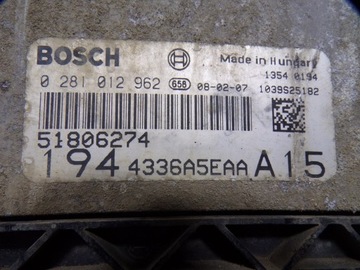 BOSCH
Made in Hungary
1354 0194
0 281 012 962 658 08-02-07 1039S25182
51806274
194 4336A5EAA A15